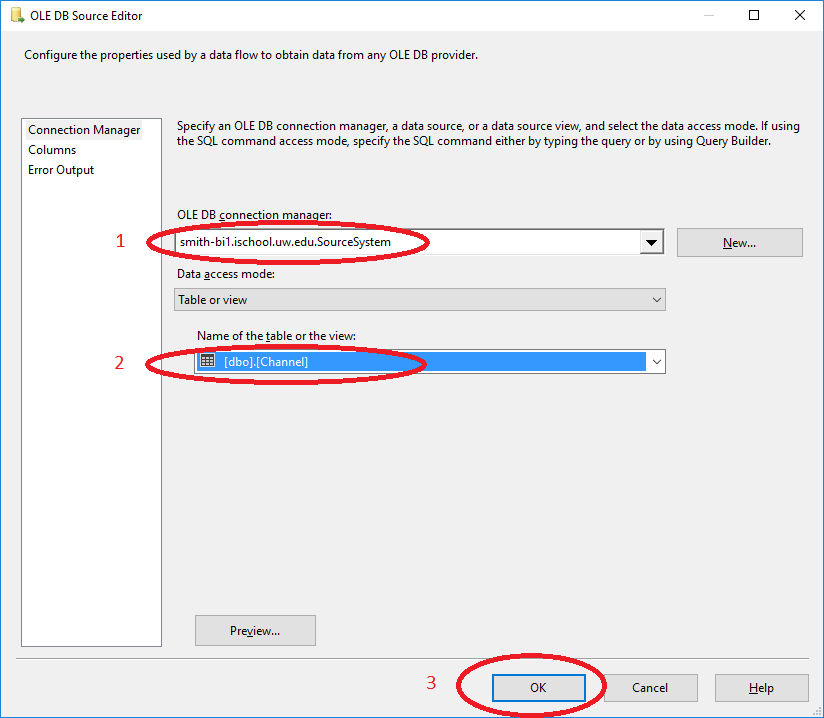 OLE DB Source Editor
Configure the properties used by a data flow to obtain data from any OLE DB provider.
Connection Manager
Columns
Error Output
Specify an OLE DB connection manager, a data source, or a data source view, and select the data access mode. If using
the SQL command access mode, specify the SQL command either by typing the query or by using Query Builder.
OLE DB connection manager:
1
smith-bi1.ischool.uw.edu.SourceSystem
New...
Data access mode:
Table or view
Name of the table or the view:
2
[dbo].[Channel]
Preview...
3
OK
Cancel
Help